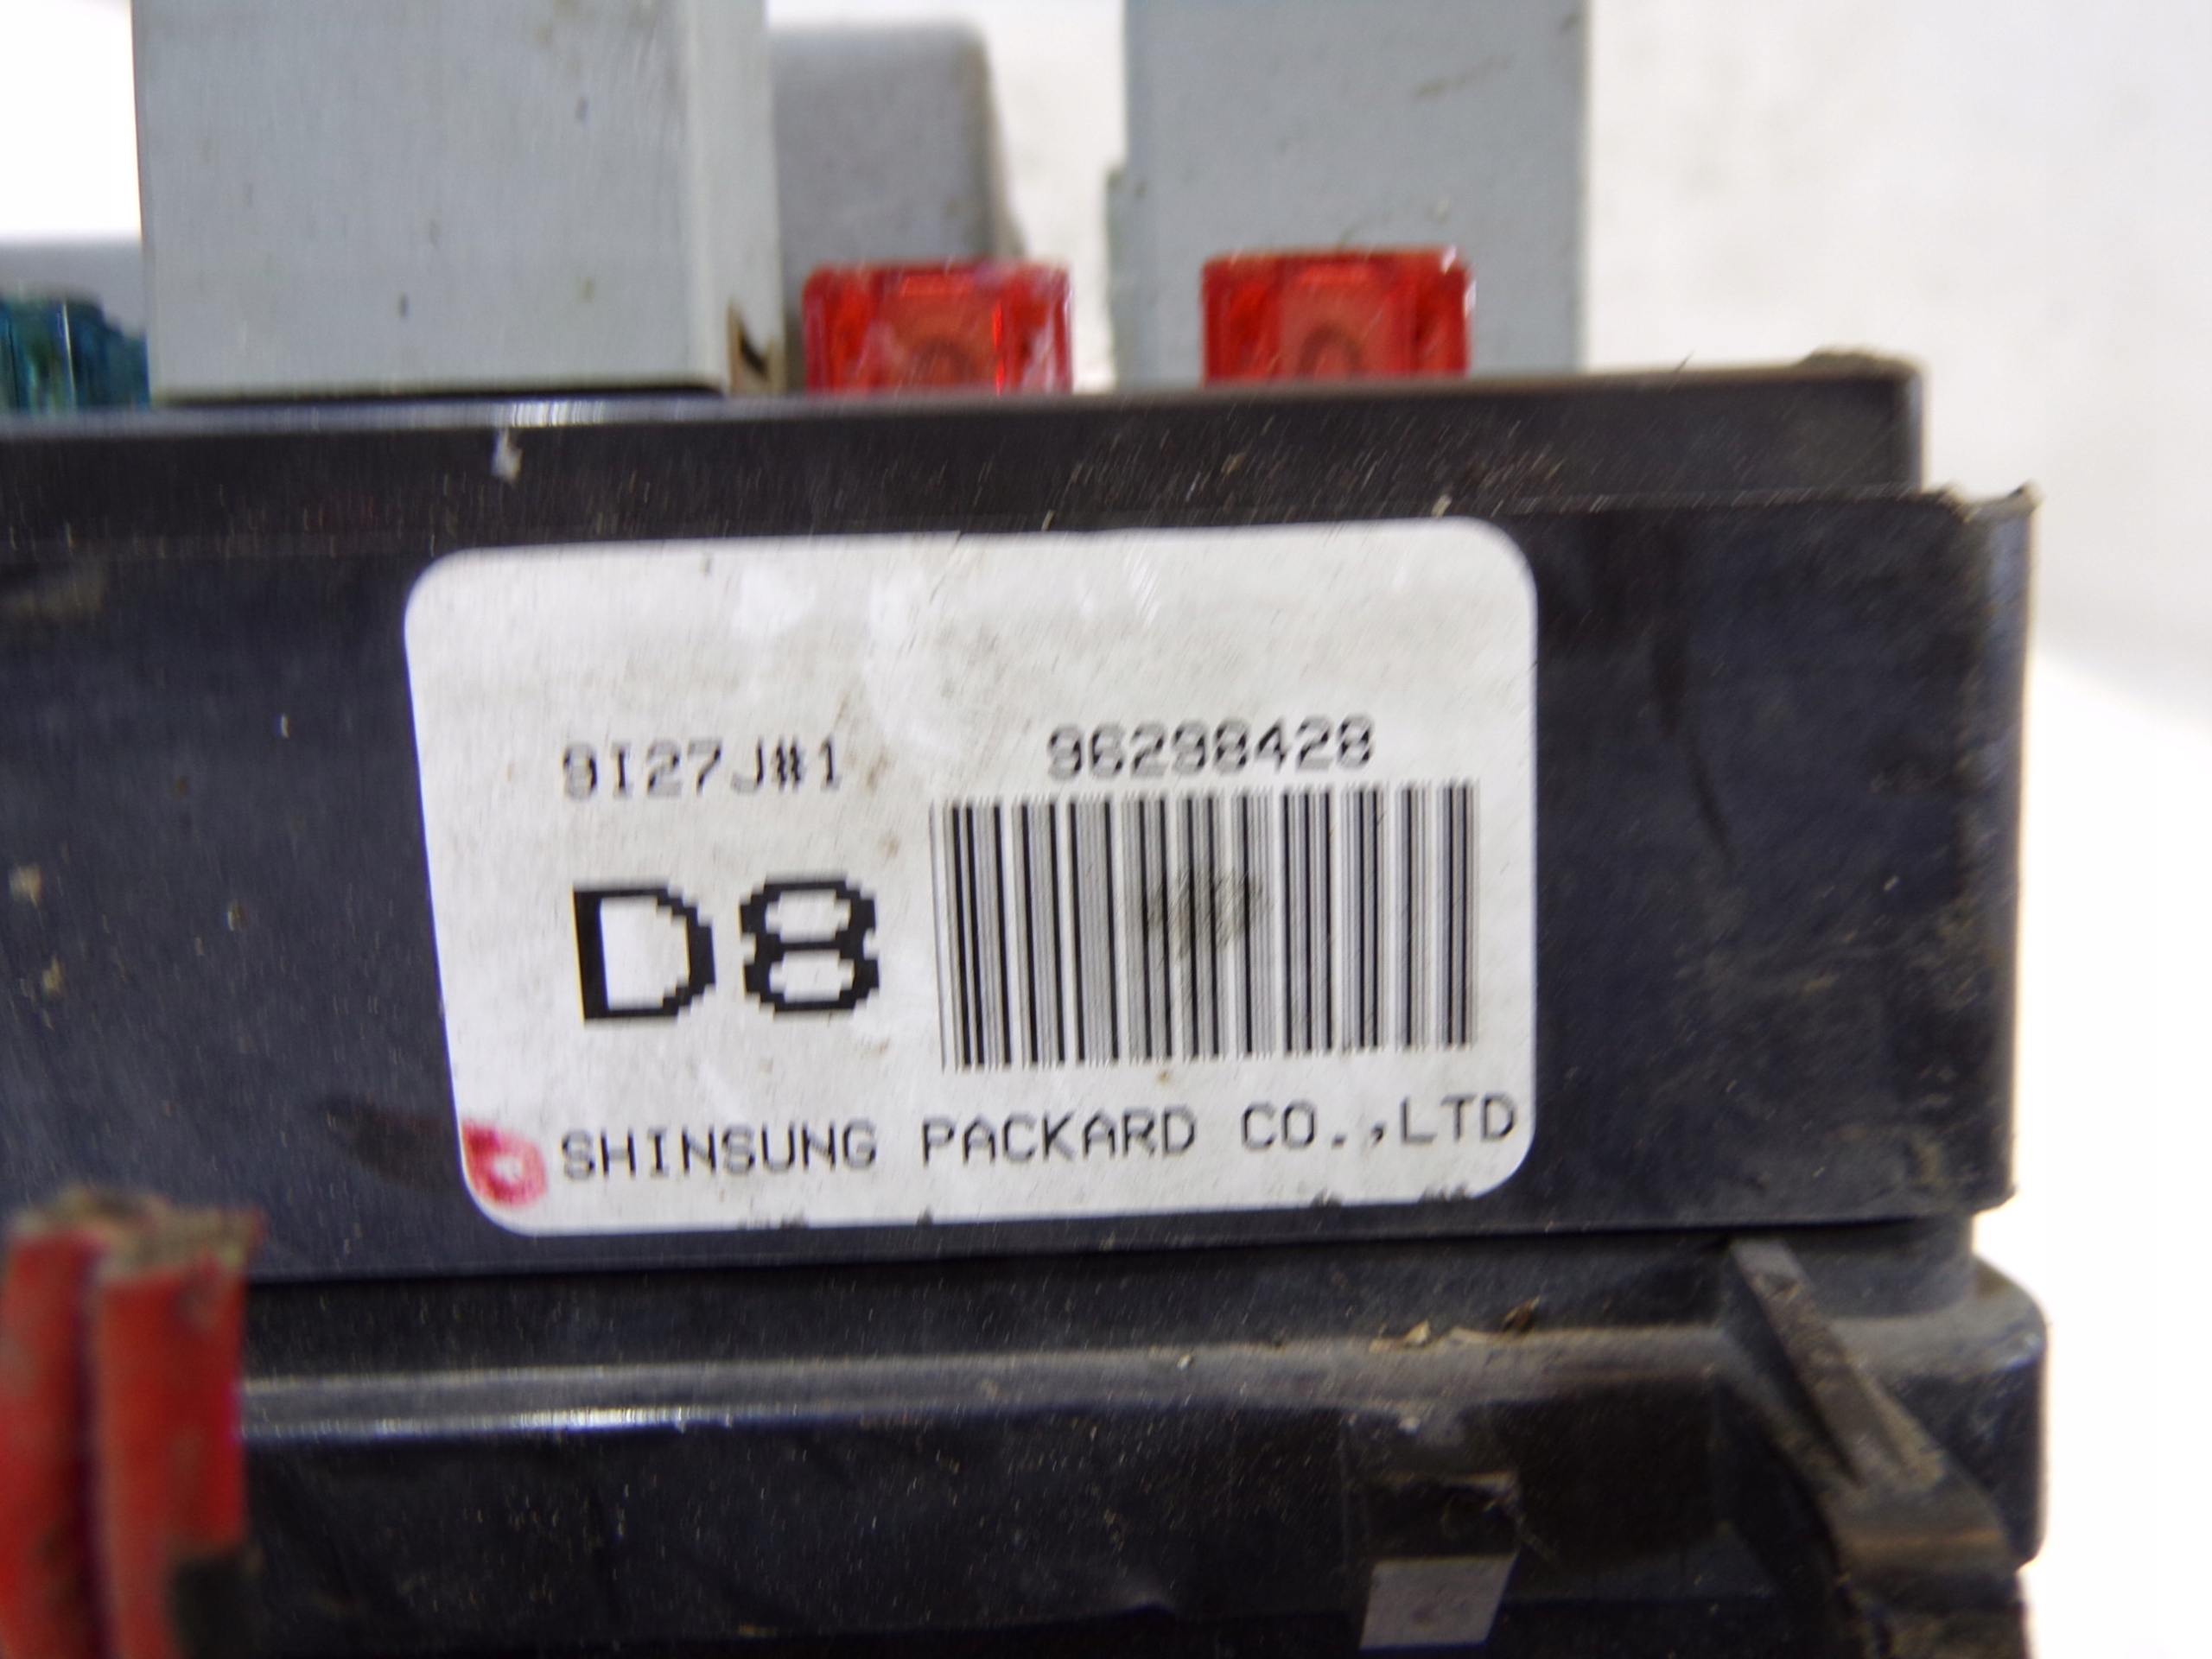 9I27J#1 96298428
D8
SHINSUNG PACKARD CO.,LTD